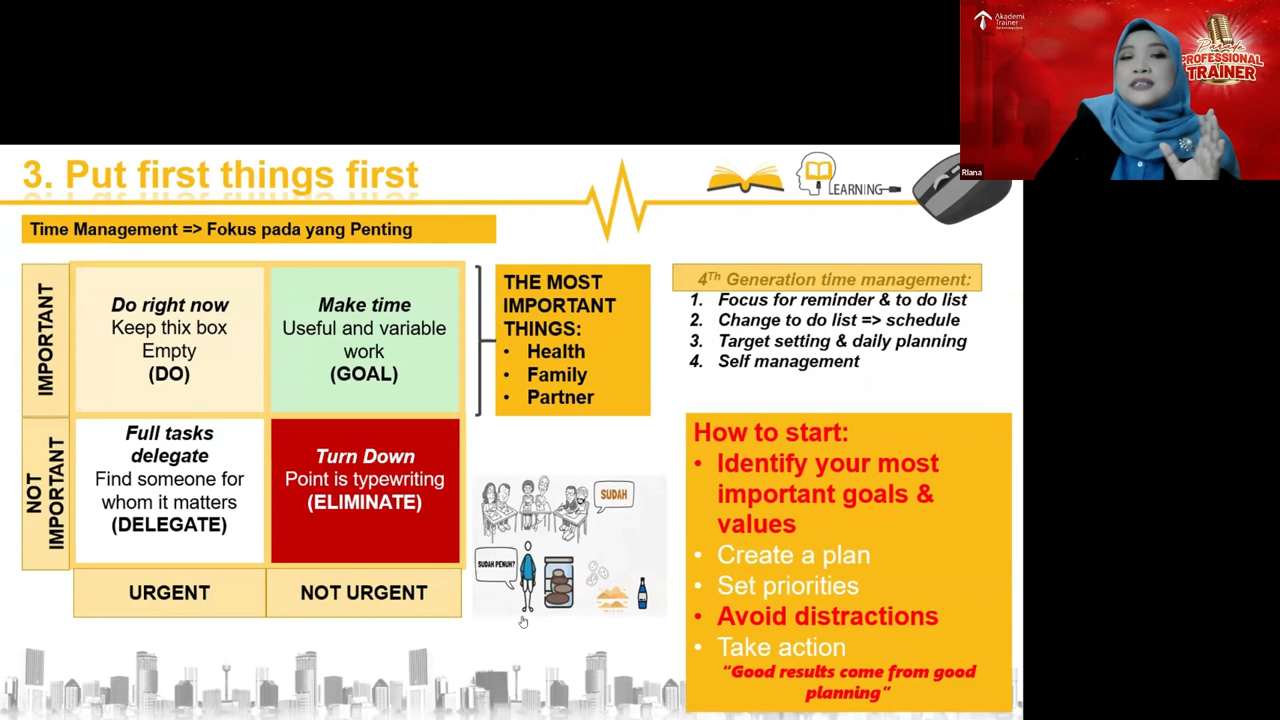 Akademi
Trainer
PROFESSIONAL
TRAINER
Riana
3. Put first things first
LEARNING
Time Management => Fokus pada yang Penting
IMPORTANT
Do right now
Keep thix box
Empty
(DO)
Make time
Useful and variable
work
(GOAL)
NOT
IMPORTANT
Full tasks
delegate
Find someone for
whom it matters
(DELEGATE)
Turn Down
Point is typewriting
(ELIMINATE)
URGENT
NOT URGENT
THE MOST
IMPORTANT
THINGS:
• Health
• Family
• Partner
SUDAH
SUDAH PENUH?
4Th Generation time management:
1. Focus for reminder & to do list
2. Change to do list => schedule
3. Target setting & daily planning
4. Self management
How to start:
• Identify your most
important goals &
values
• Create a plan
• Set priorities
• Avoid distractions
• Take action
“Good results come from good
planning”